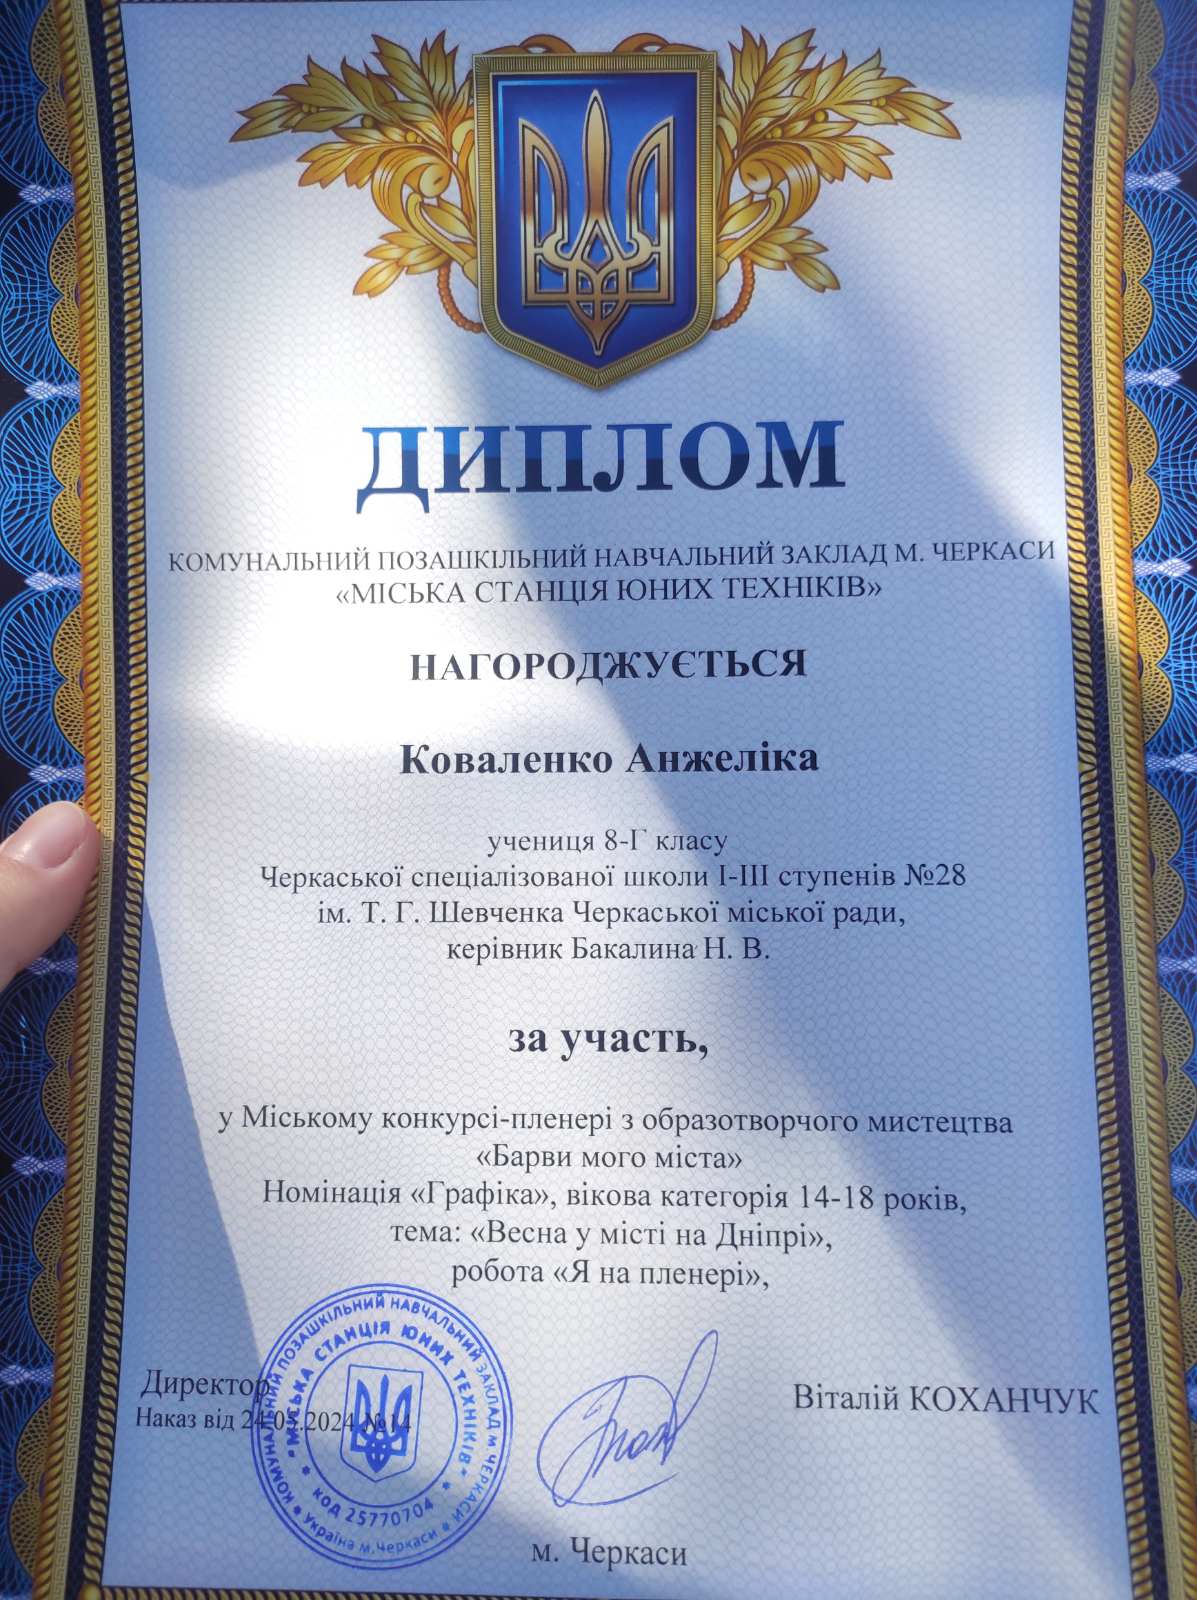 ДИПЛОМ
КОМУНАЛЬНИЙ ПОЗАШКІЛЬНИЙ НАВЧАЛЬНИЙ ЗАКЛАД М. ЧЕРКАСИ
«МІСЬКА СТАНЦІЯ ЮНИХ ТЕХНІКІВ»
НАГОРОДЖУЄТЬСЯ
Коваленко Анжеліка
учениця 8-Г класу
Черкаської спеціалізованої школи І-ІІІ ступенів №28
ім. Т. Г. Шевченка Черкаської міської ради,
керівник Бакалина Н. В.
за участь,
у Міському конкурсі-пленері з образотворчого мистецтва
«Барви мого міста»
Номінація «Графіка», вікова категорія 14-18 років,
тема: «Весна у місті на Дніпрі»,
робота «Я на пленері»,
Директор
Віталій КОХАНЧУК
Наказ від №14
КОМУНАЛЬНИЙ ПОЗАШКІЛЬНИЙ НАВЧАЛЬНИЙ ЗАКЛАД М ЧЕРКАСИ
«МІСЬКА СТАНЦІЯ ЮНИХ ТЕХНІКІВ»
код 25770704
Україна м.Черкаси
м. Черкаси